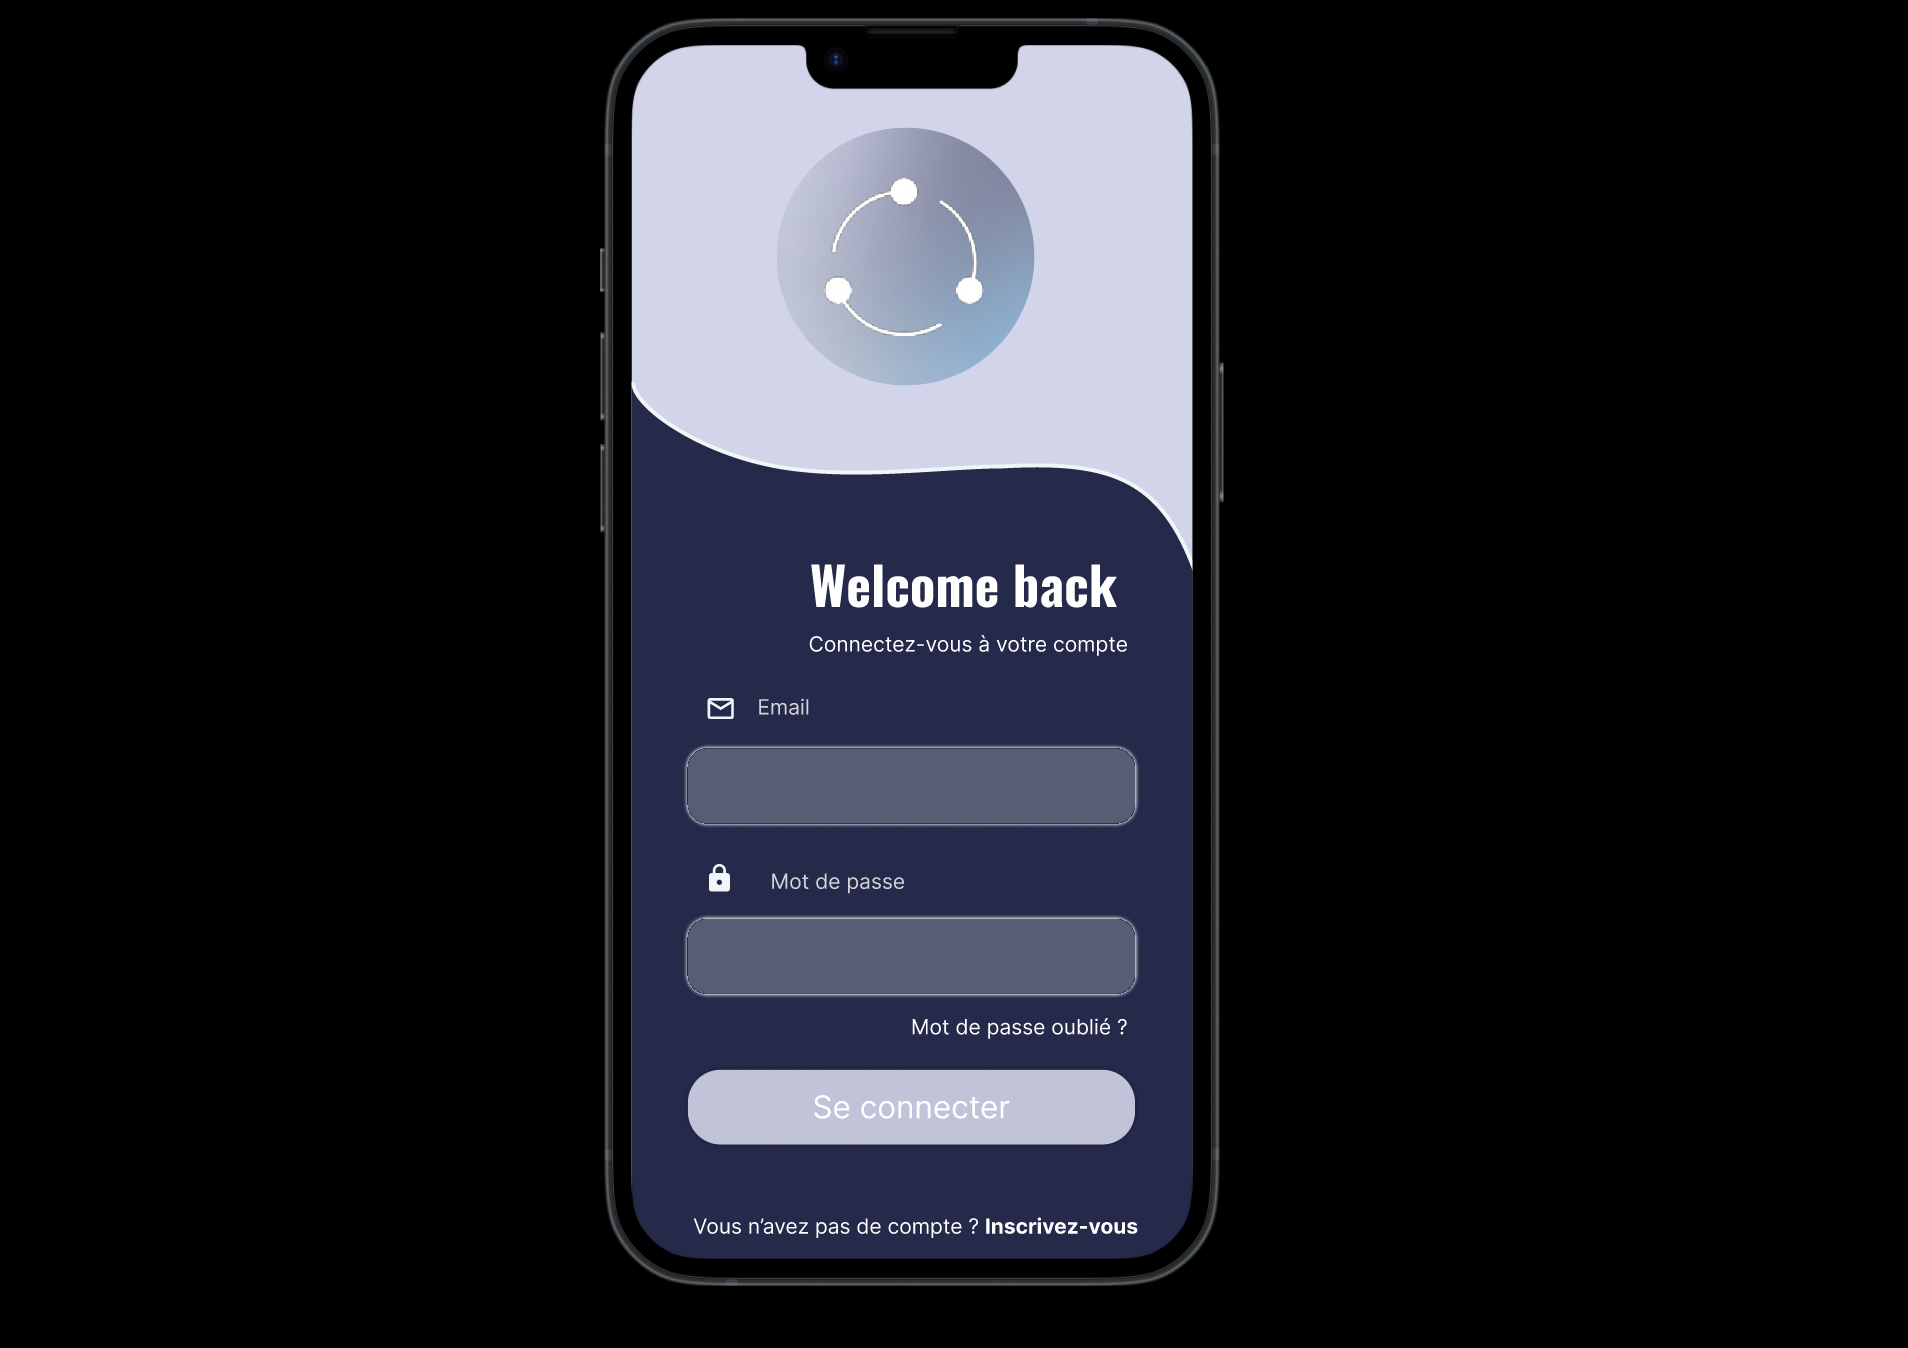 Welcome back
Connectez-vous à votre compte
Email
Mot de passe
Mot de passe oublié ?
Se connecter
Vous n’avez pas de compte ? Inscrivez-vous